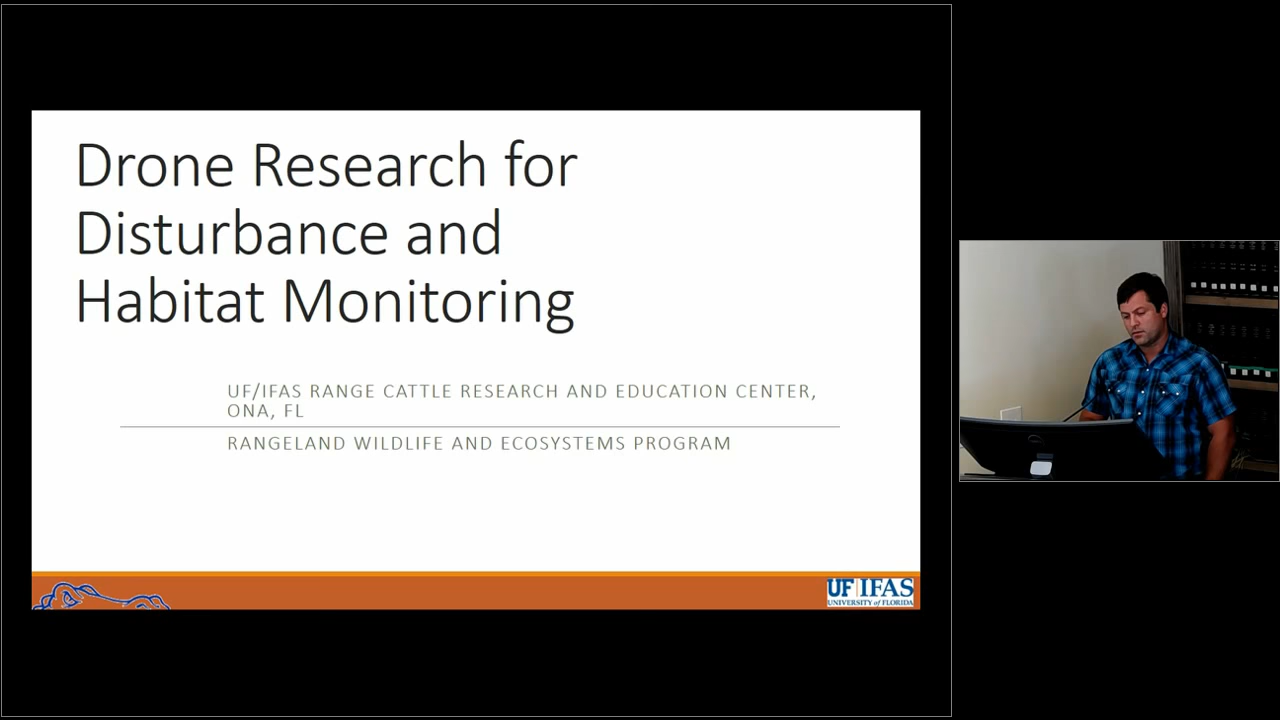 Drone Research for
Disturbance and
Habitat Monitoring
UF/IFAS RANGE CATTLE RESEARCH AND EDUCATION CENTER,
ONA, FL
RANGELAND WILDLIFE AND ECOSYSTEMS PROGRAM
UF IFAS
UNIVERSITY of FLORIDA